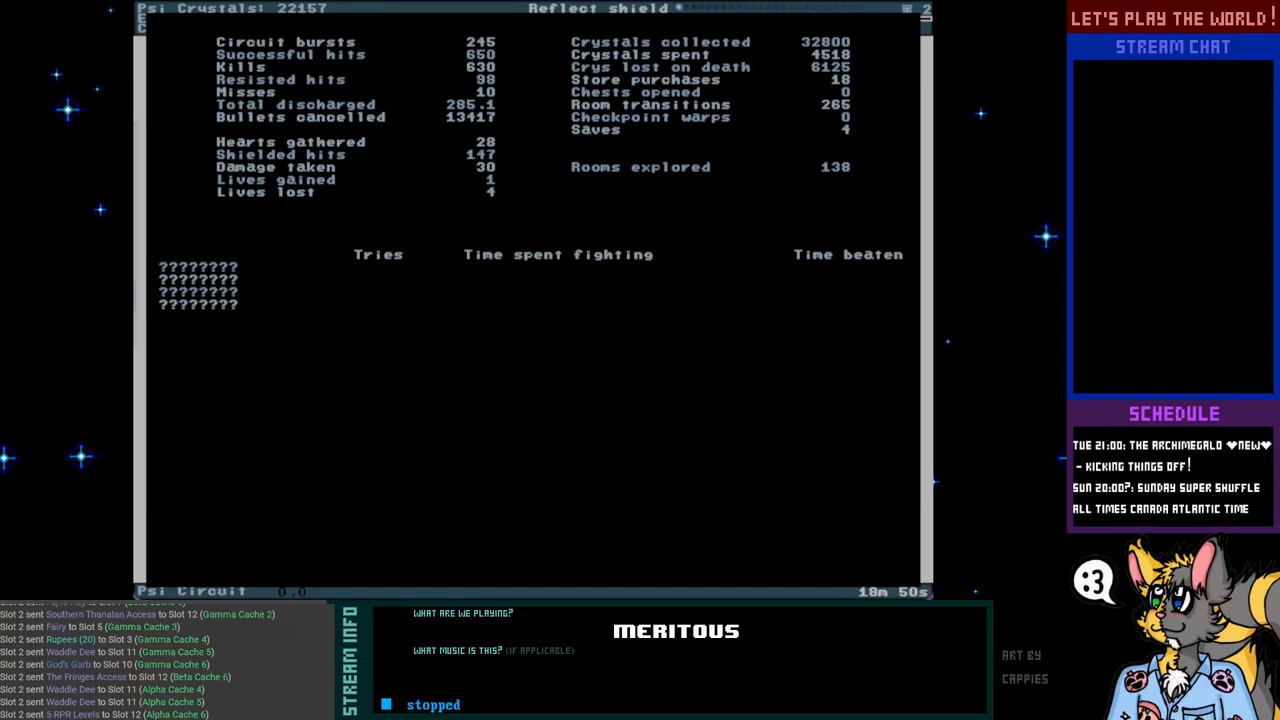 Psi Crystals: 22157
Reflect shield
2
Circuit bursts 245
Successful hits 650
Kills 630
Resisted hits 98
Misses 10
Total discharged 285.1
Bullets cancelled 13417
Hearts gathered 28
Shielded hits 147
Damage taken 30
Lives gained 1
Lives lost 4
Crystals collected 32800
Crystals spent 4518
Crys lost on death 6125
Store purchases 18
Chests opened 0
Room transitions 265
Checkpoint warps 0
Saves 4
Rooms explored 138
Tries Time spent fighting Time beaten
????????
????????
????????
????????
Psi Circuit 0.0
18m 50s
LET'S PLAY THE WORLD!
STREAM CHAT
SCHEDULE
TUE 21:00: THE ARCHIMEGALO ❤NEW❤
- KICKING THINGS OFF!
SUN 20:00?: SUNDAY SUPER SHUFFLE
ALL TIMES CANADA ATLANTIC TIME
:3
Slot 2 sent Southern Thanalan Access to Slot 12 (Gamma Cache 2)
Slot 2 sent Fairy to Slot 5 (Gamma Cache 3)
Slot 2 sent Rupees (20) to Slot 3 (Gamma Cache 4)
Slot 2 sent Waddle Dee to Slot 11 (Gamma Cache 5)
Slot 2 sent God's Garb to Slot 10 (Gamma Cache 6)
Slot 2 sent The Fringes Access to Slot 12 (Beta Cache 6)
Slot 2 sent Waddle Dee to Slot 11 (Alpha Cache 4)
Slot 2 sent Waddle Dee to Slot 11 (Alpha Cache 5)
Slot 2 sent 5 RPR Levels to Slot 12 (Alpha Cache 6)
STREAM INFO
WHAT ARE WE PLAYING?
MERITOUS
WHAT MUSIC IS THIS? (IF APPLICABLE)
stopped
ART BY
CAPPIES